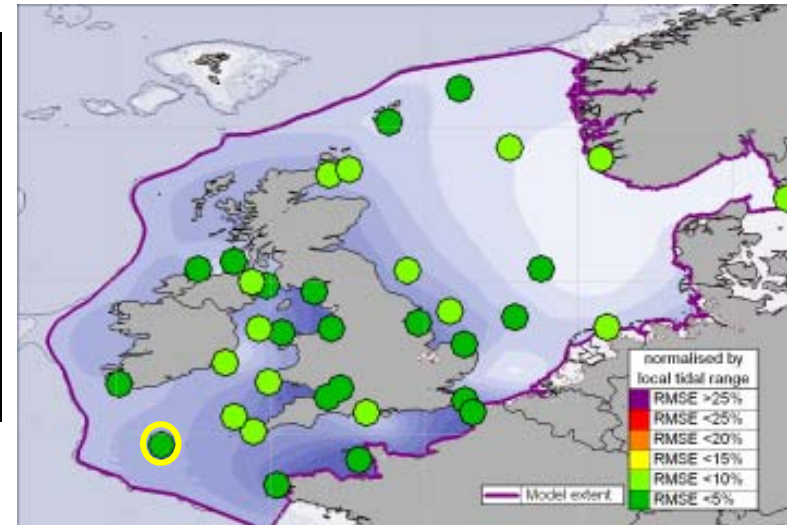 normalised by
local tidal range
RMSE >25%
RMSE <25%
RMSE <20%
RMSE <15%
RMSE <10%
RMSE <5%
Model extent